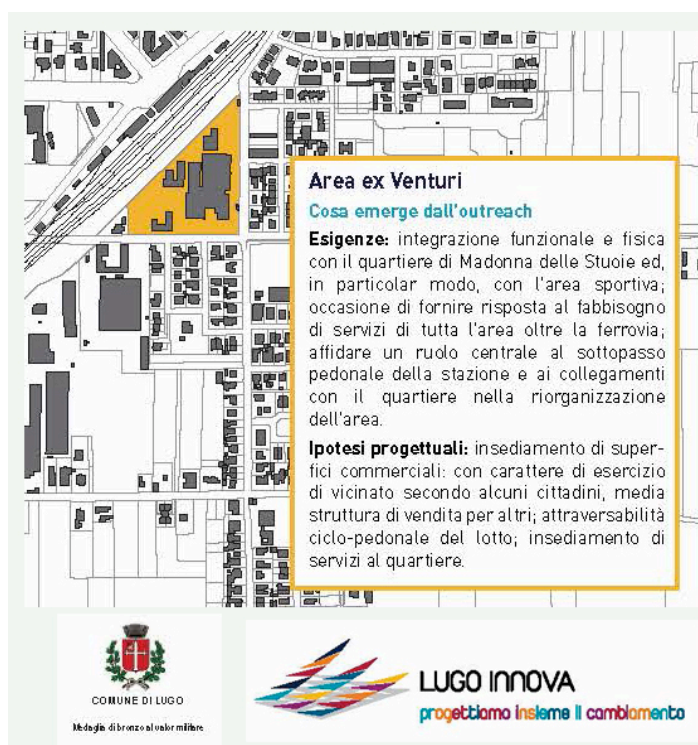 Area ex Venturi
Cosa emerge dall'outreach
Esigenze: integrazione funzionale e fisica
con il quartiere di Madonna delle Stuoie ed,
in particolar modo, con l'area sportiva;
occasione di fornire risposta al fabbisogno
di servizi di tutta l'area oltre la ferrovia;
affidare un ruolo centrale al sottopasso
pedonale della stazione e ai collegamenti
con il quartiere nella riorganizzazione
dell'area.
Ipotesi progettuali: insediamento di super-
fici commerciali: con carattere di esercizio
di vicinato secondo alcuni cittadini, media
struttura di vendita per altri; attraversabilità
ciclo-pedonale del lotto; insediamento di
servizi al quartiere.
COMUNE DI LUGO
Medaglia di bronzo al valor militare
LUGO INNOVA
progettiamo insieme il cambiamento